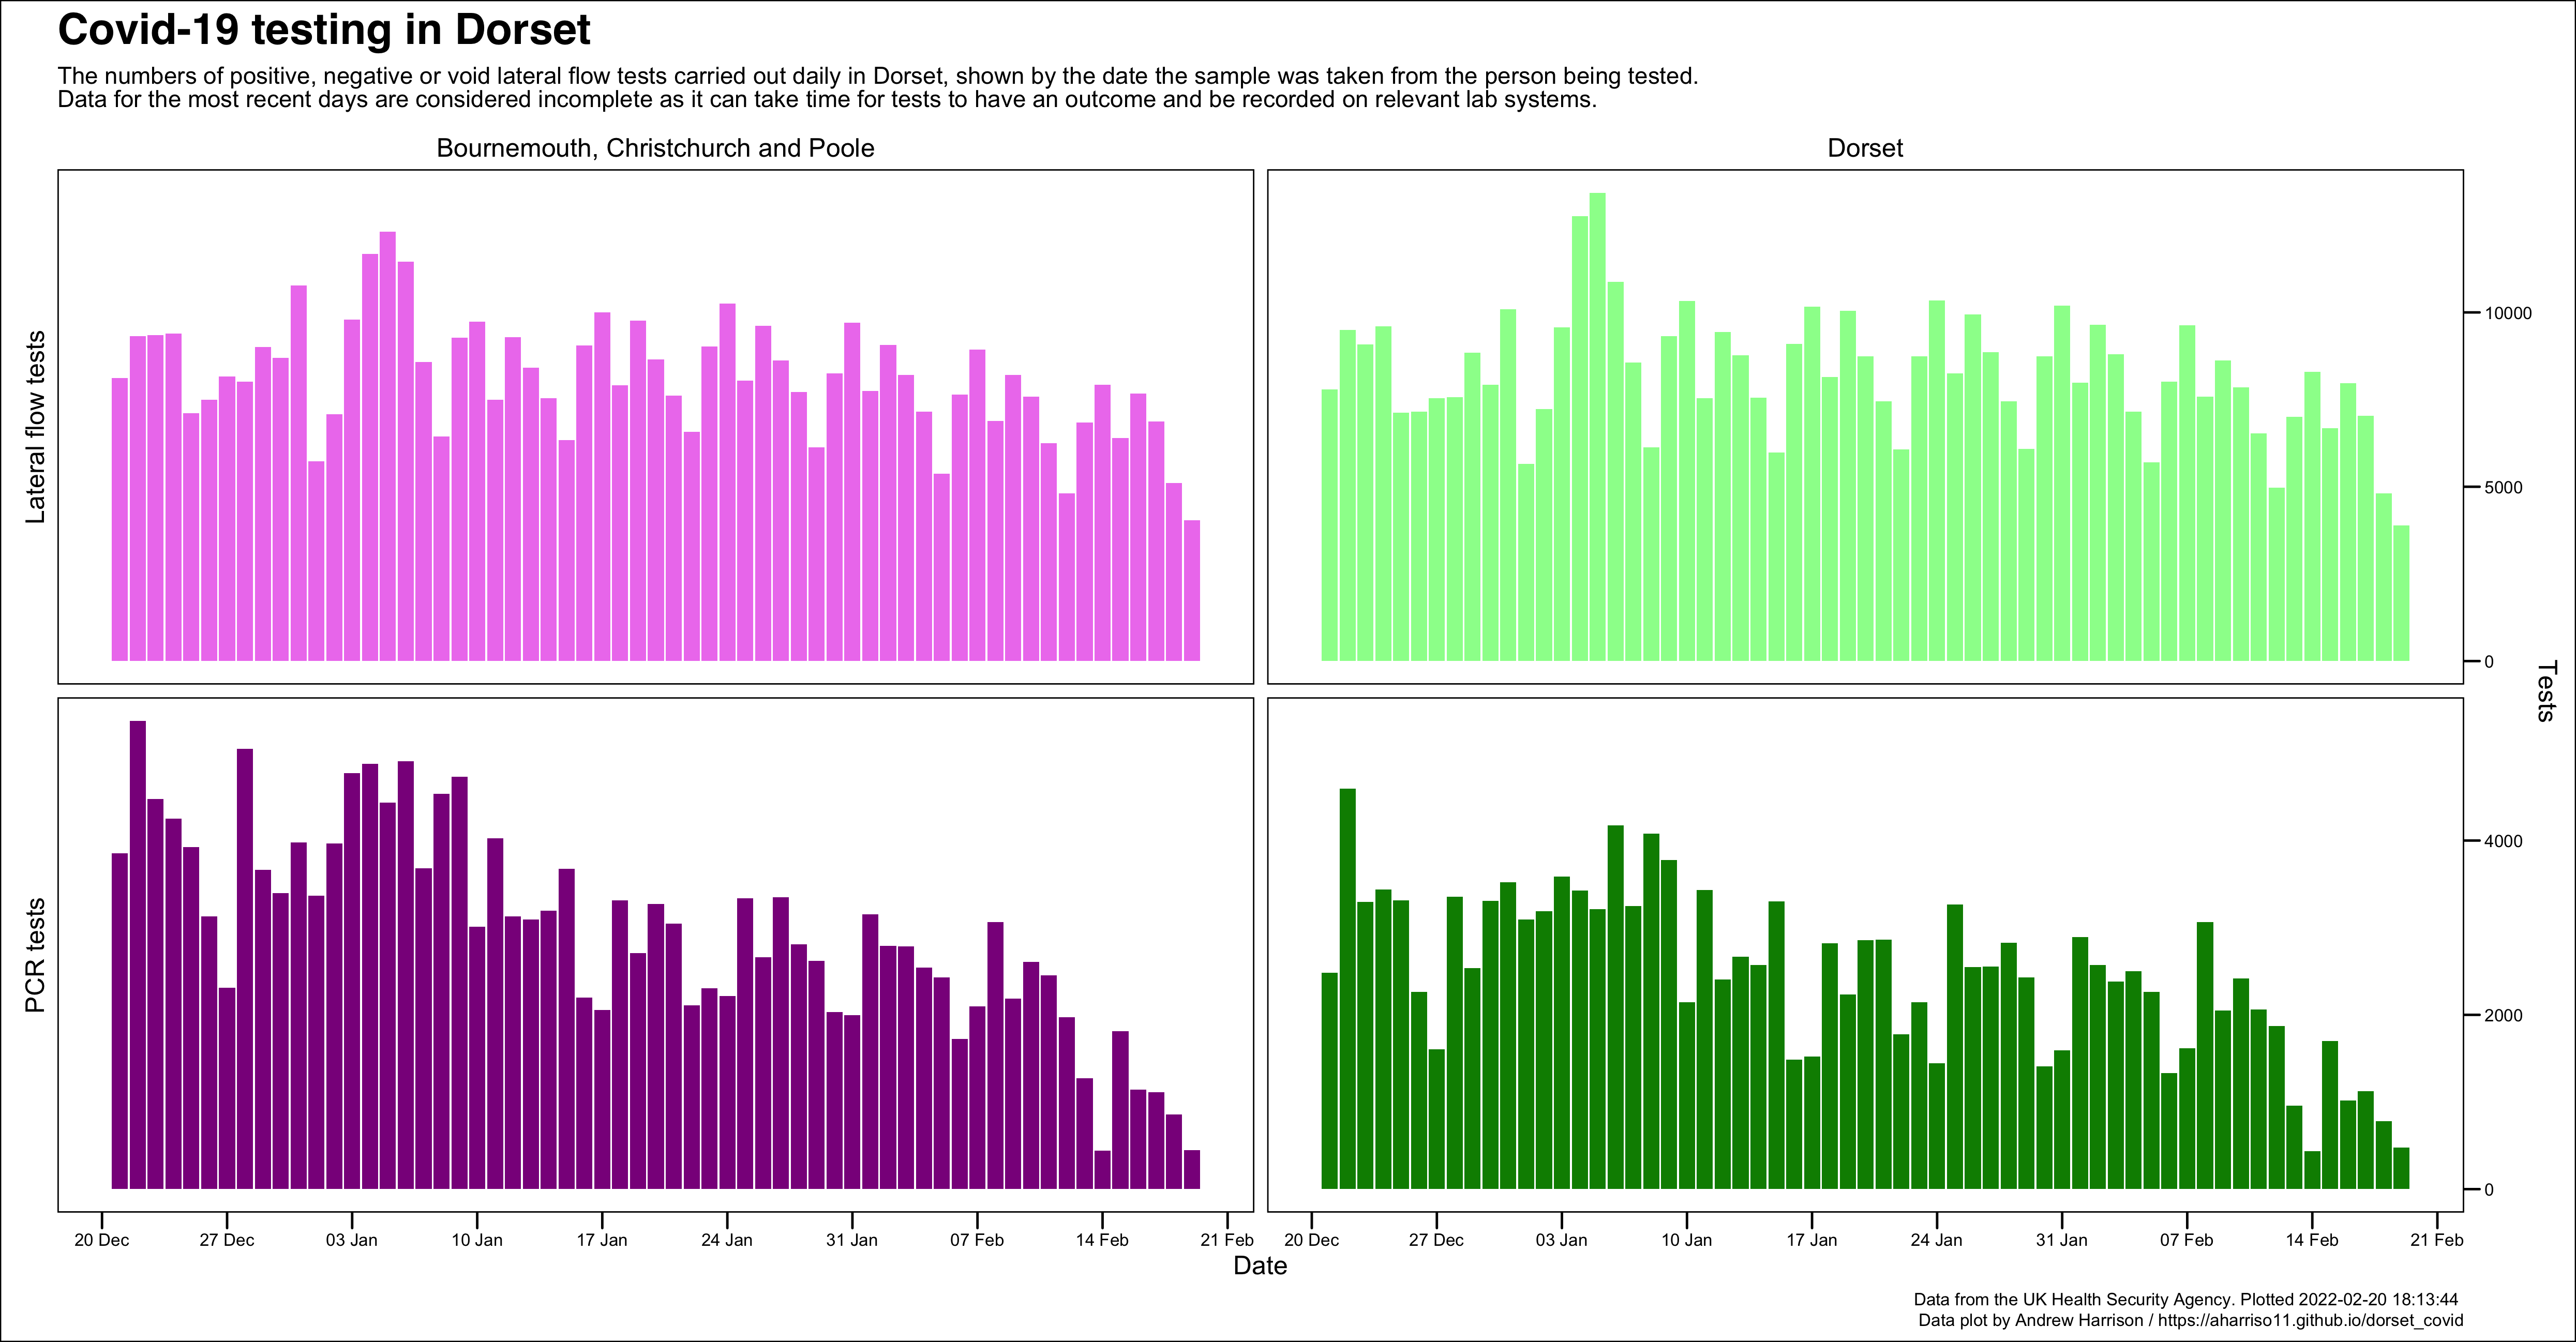 Covid-19 testing in Dorset
The numbers of positive, negative or void lateral flow tests carried out daily in Dorset, shown by the date the sample was taken from the person being tested.
Data for the most recent days are considered incomplete as it can take time for tests to have an outcome and be recorded on relevant lab systems.
Bournemouth, Christchurch and Poole
Dorset
Lateral flow tests
10000
5000
0
Tests
PCR tests
4000
2000
0
20 Dec 27 Dec 03 Jan 10 Jan 17 Jan 24 Jan 31 Jan 07 Feb 14 Feb 21 Feb
20 Dec 27 Dec 03 Jan 10 Jan 17 Jan 24 Jan 31 Jan 07 Feb 14 Feb 21 Feb
Date
Data from the UK Health Security Agency. Plotted 2022-02-20 18:13:44
Data plot by Andrew Harrison / https://aharriso11.github.io/dorset_covid